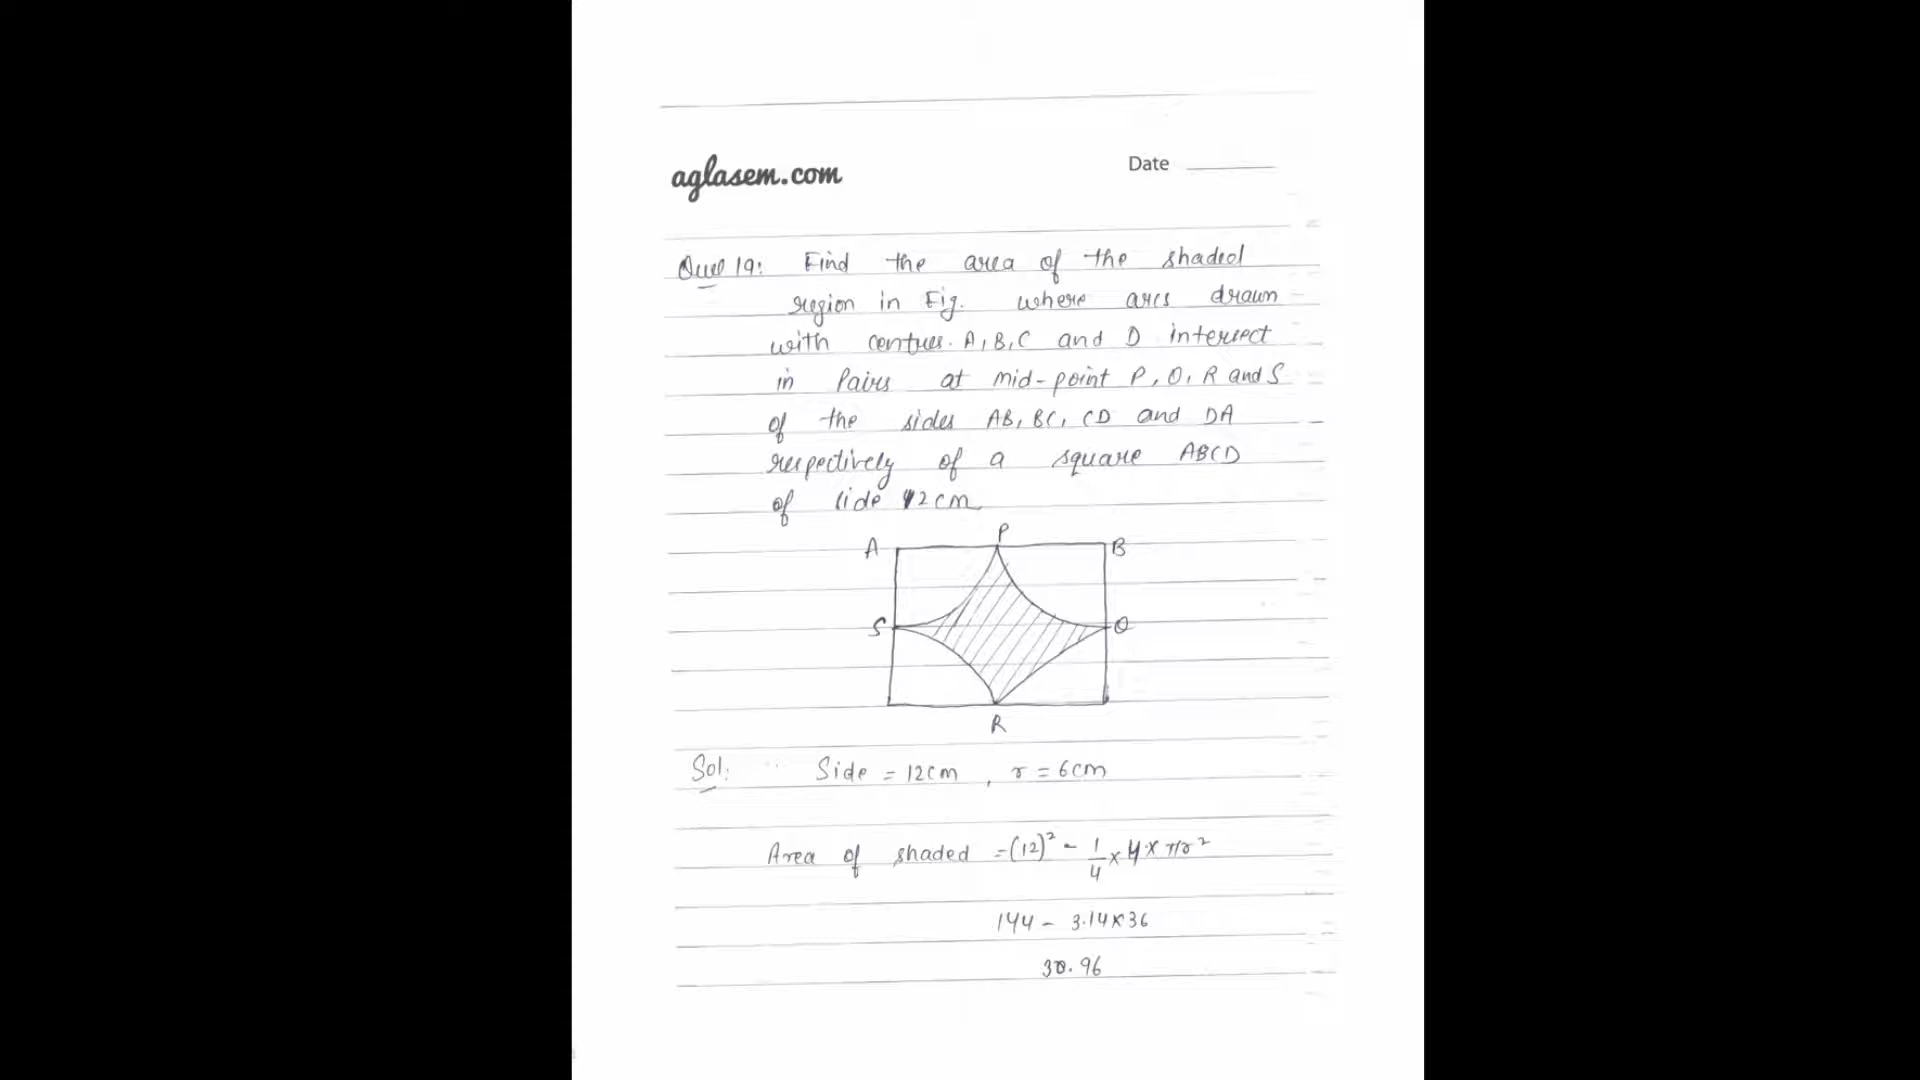 aglasem.com
Date
Ques 19: Find the area of the shaded
region in Fig. where arcs drawn
with centres. A, B, C and D intersect
in Pairs at mid-point P, Q, R and S
of the sides AB, BC, CD and DA
respectively of a square ABCD
of side 12cm
P
A
B
S
Q
R
Sol: Side = 12cm, r = 6cm
Area of shaded = (12)² - 1/4 × 4 × πr²
144 - 3.14×36
30.96